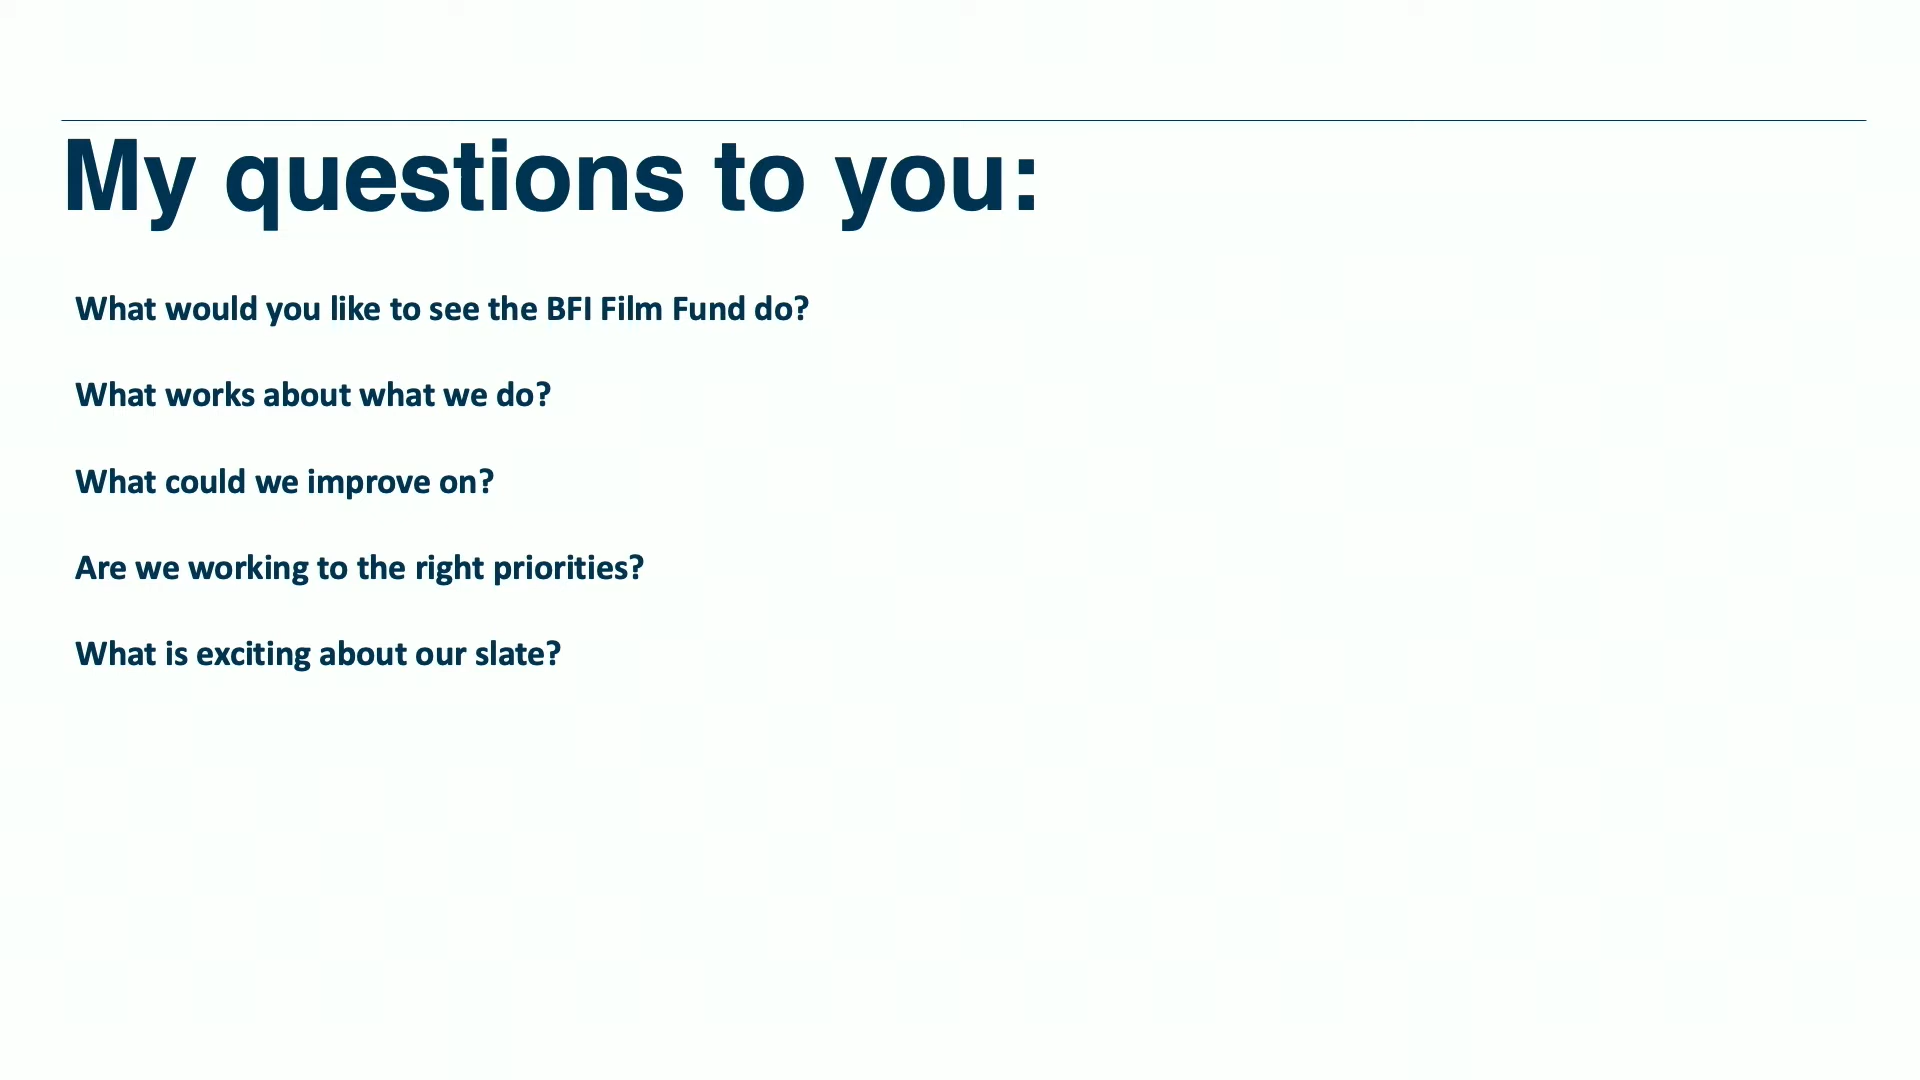 My questions to you:
What would you like to see the BFI Film Fund do?
What works about what we do?
What could we improve on?
Are we working to the right priorities?
What is exciting about our slate?